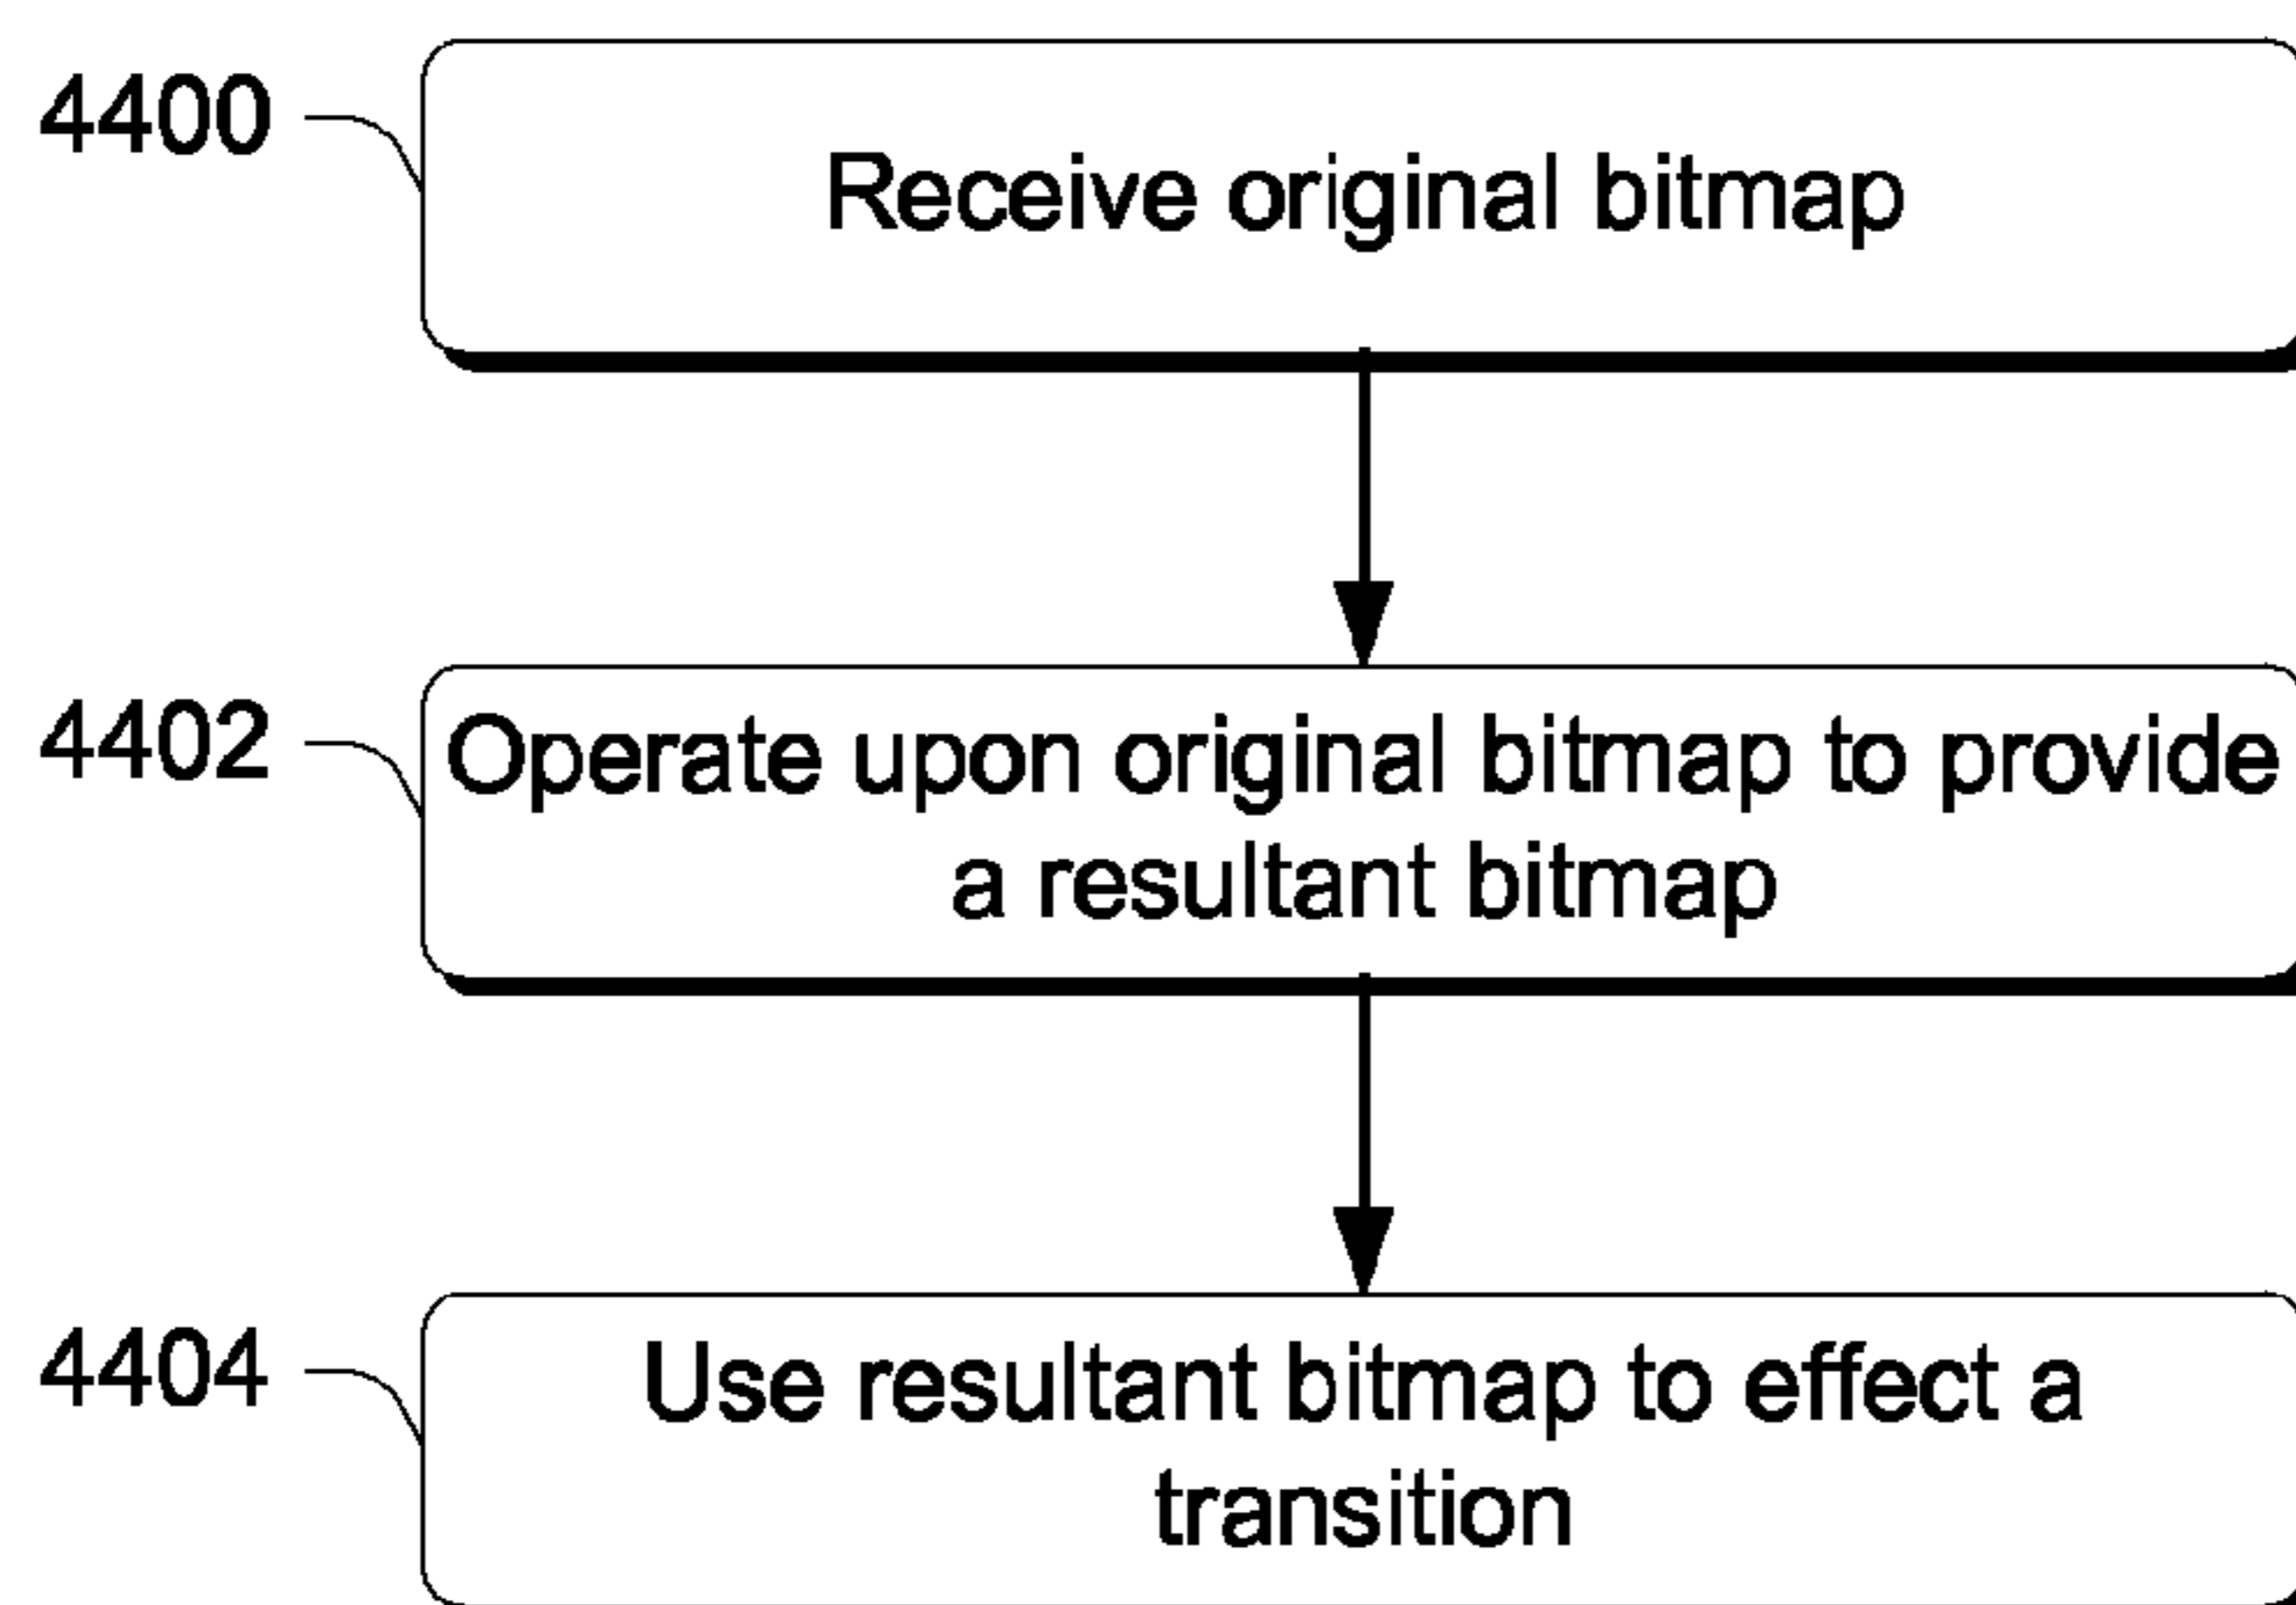 4400
Receive original bitmap
4402
Operate upon original bitmap to provide
a resultant bitmap
4404
Use resultant bitmap to effect a
transition